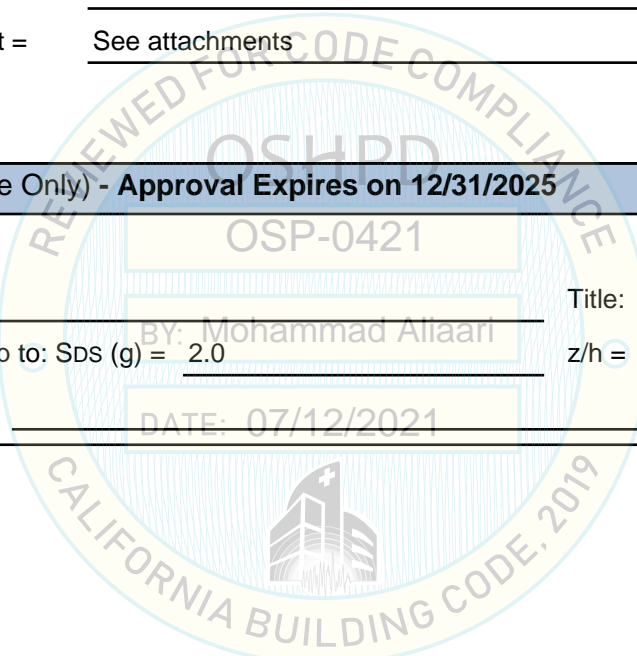 t = See attachments
REVIEWED FOR CODE COMPLIANCE
OSHPD
e Only) - Approval Expires on 12/31/2025
OSP-0421
Title:
BY: Mohammad Aliaari
o to: SDS (g) = 2.0 z/h =
DATE: 07/12/2021
CALIFORNIA BUILDING CODE, 2019